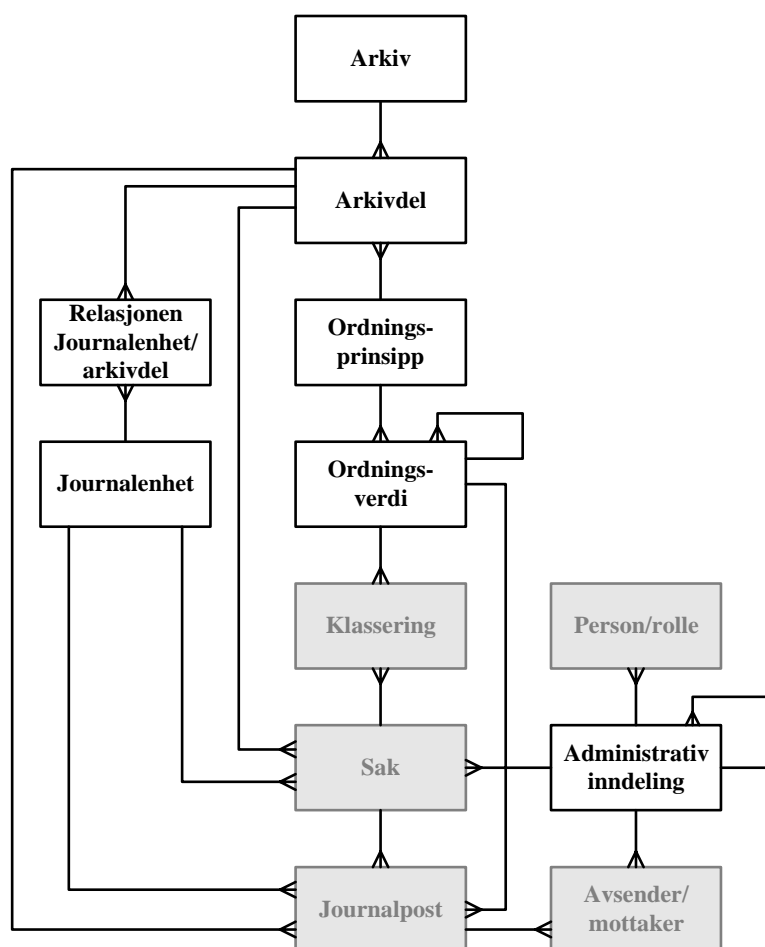 Arkiv
Arkivdel
Relasjonen
Journalenhet/
arkivdel
Ordnings-
prinsipp
Journalenhet
Ordnings-
verdi
Klassering
Person/rolle
Sak
Administrativ
inndeling
Journalpost
Avsender/
mottaker